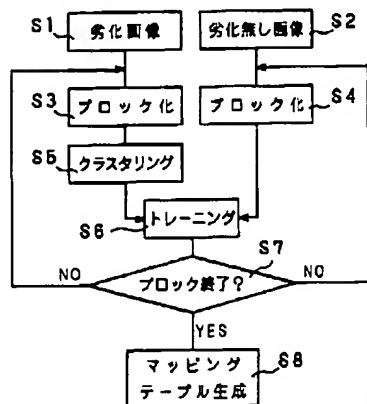 S1
劣化画像
劣化無し画像
S2
S3
ブロック化
ブロック化
S4
S5
クラスタリング
トレーニング
S6
S7
NO
ブロック終了?
NO
YES
マッピング
テーブル生成
S8